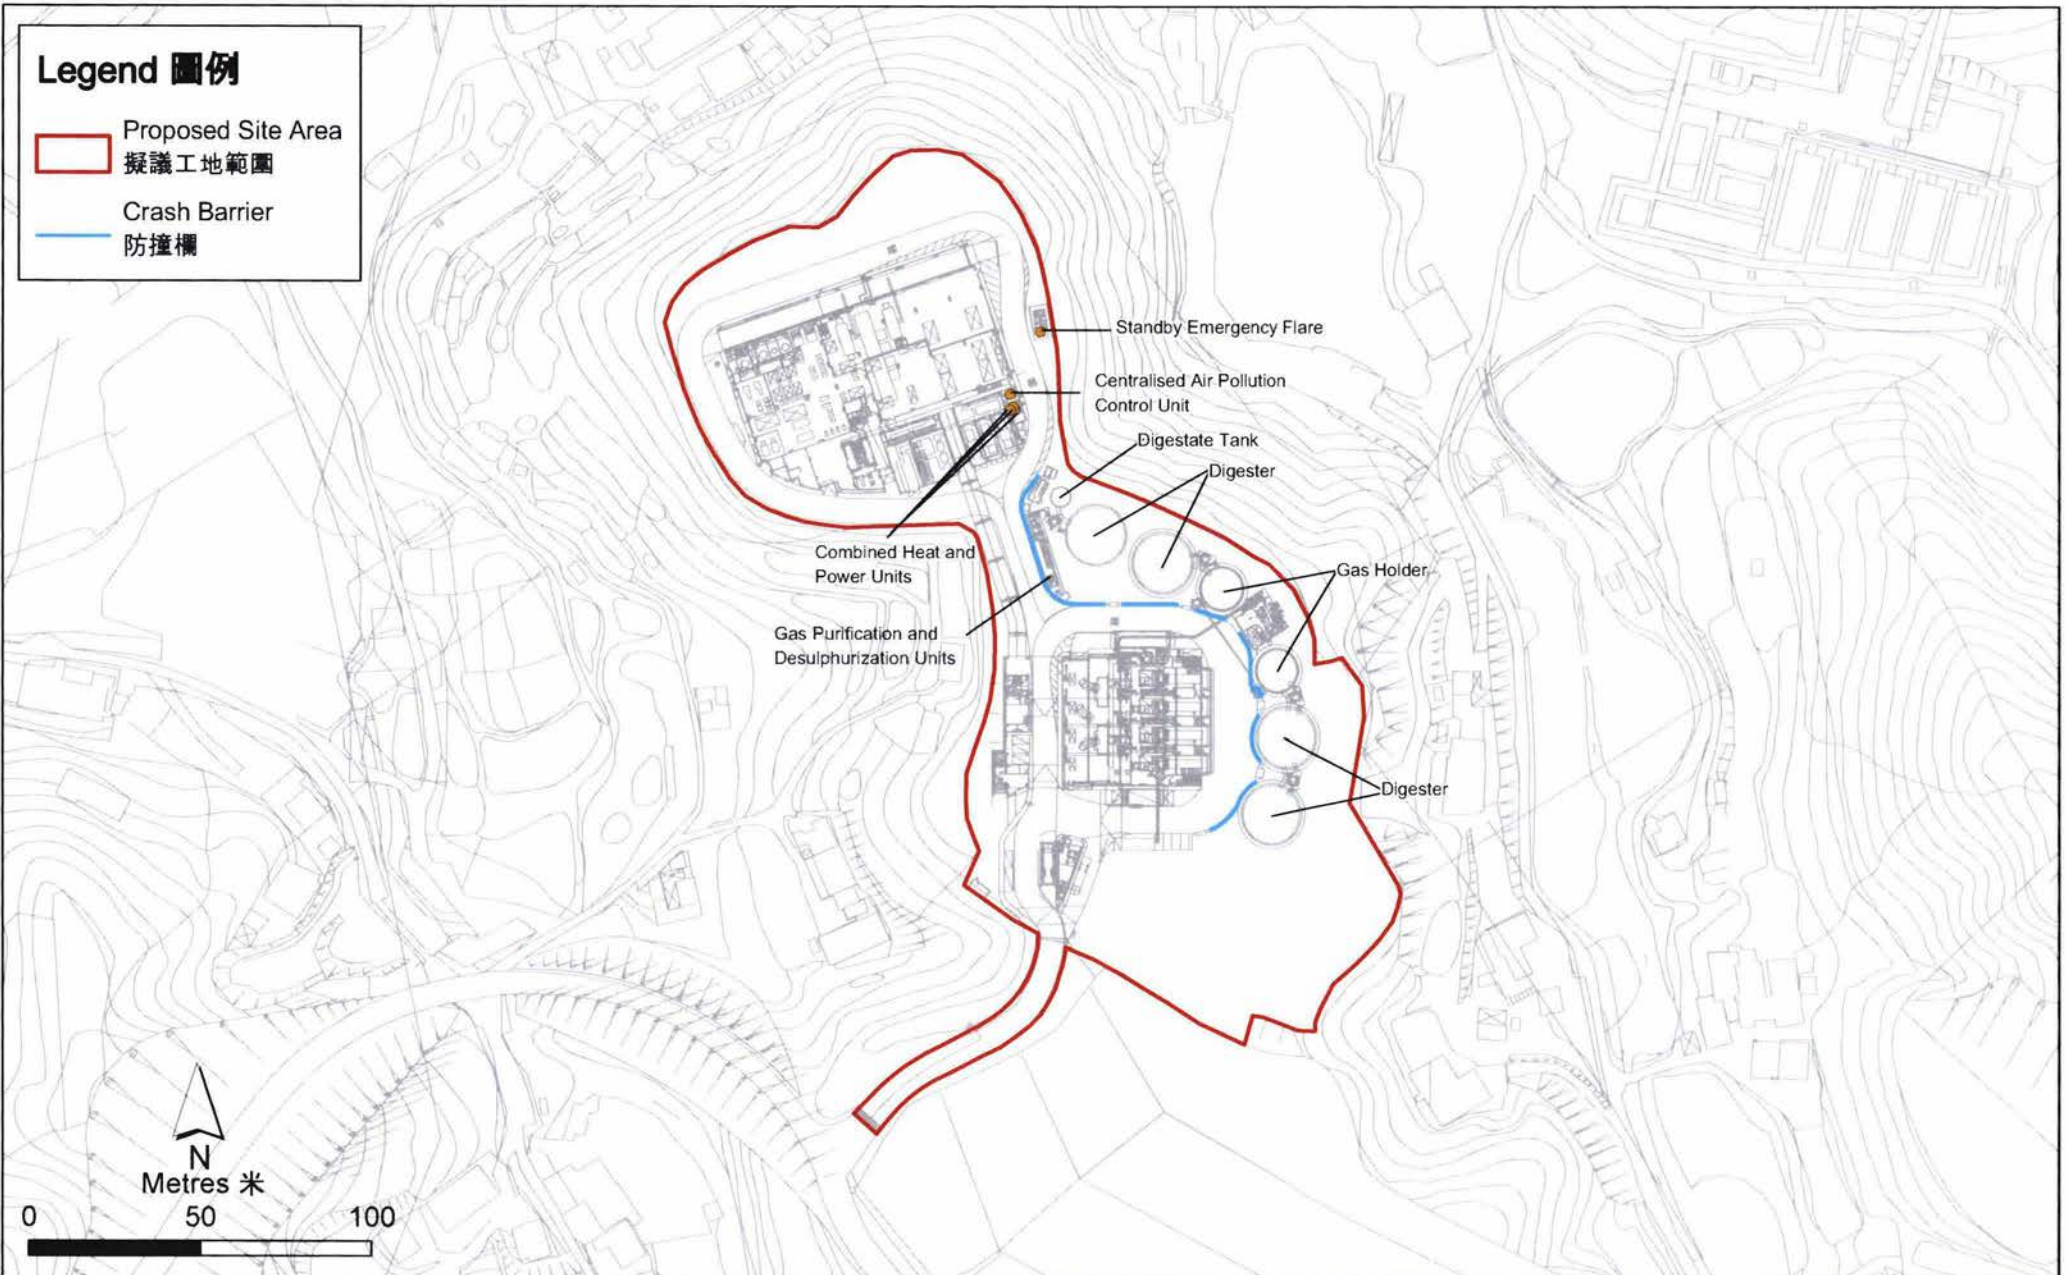 Legend 圖例
Proposed Site Area
擬議工地範圍
Crash Barrier
防撞欄
Standby Emergency Flare
Centralised Air Pollution
Control Unit
Digestate Tank
Digester
Combined Heat and
Power Units
Gas Holder
Gas Purification and
Desulphurization Units
Digester
N
Metres 米
0 50 100